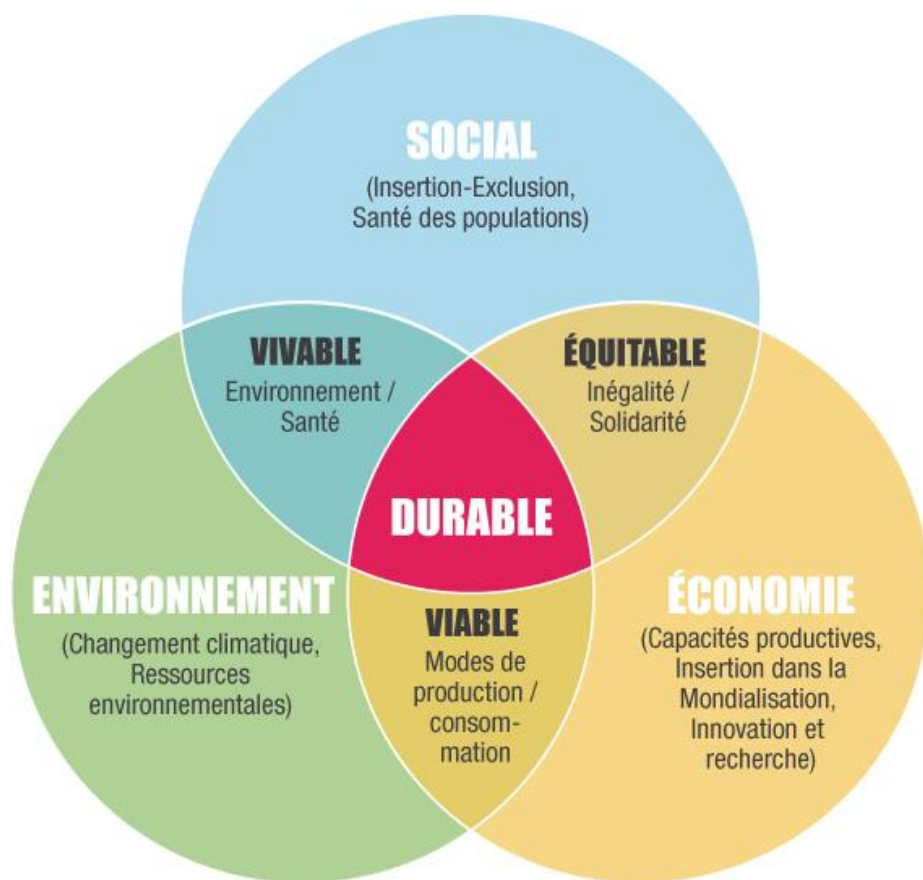 SOCIAL
(Insertion-Exclusion,
Santé des populations)
VIVABLE
Environnement /
Santé
ÉQUITABLE
Inégalité /
Solidarité
DURABLE
ENVIRONNEMENT
(Changement climatique,
Ressources
environnementales)
VIABLE
Modes de
production /
consom-
mation
ÉCONOMIE
(Capacités productives,
Insertion dans la
Mondialisation,
Innovation et
recherche)